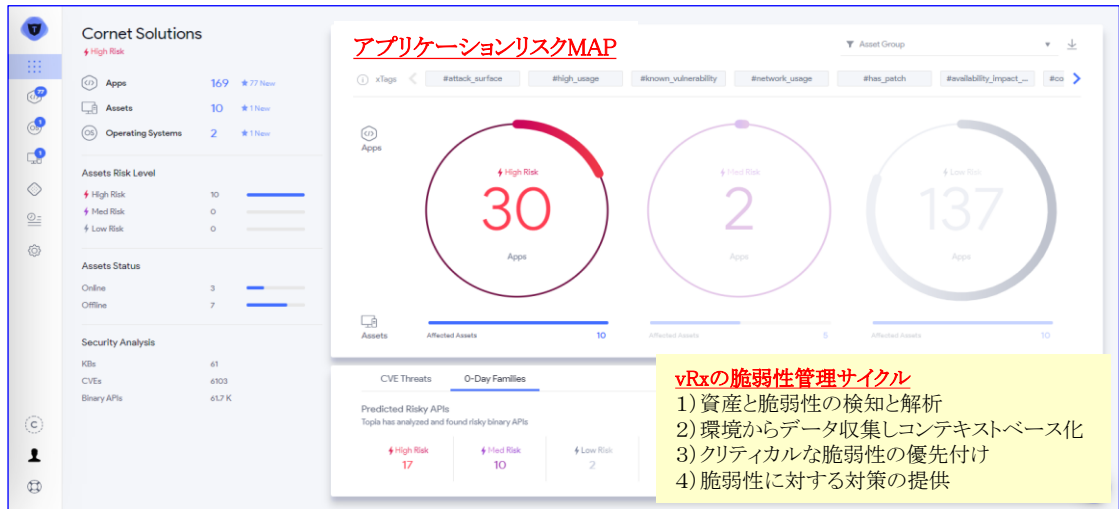 T
Cornet Solutions
High Risk
Apps 169 ★77 New
Assets 10 ★1 New
OS Operating Systems 2 ★1 New
Assets Risk Level
High Risk 10
Med Risk 0
Low Risk 0
Assets Status
Online 3
Offline 7
Security Analysis
KBs 61
CVEs 6103
Binary APIs 61.7 K
77
OS 1
1
C
アプリケーションリスクMAP
Asset Group
xTags #attack_surface #high_usage #known_vulnerability #network_usage #has_patch #availability_impact_... #co
Apps
High Risk
30
Apps
Med Risk
2
Apps
Low Risk
137
Apps
Assets
Affected Assets 10
Affected Assets 5
Affected Assets 10
CVE Threats 0-Day Families
Predicted Risky APIs
Topia has analyzed and found risky binary APIs
High Risk
17
Med Risk
10
Low Risk
2
vRxの脆弱性管理サイクル
1）資産と脆弱性の検知と解析
2）環境からデータ収集しコンテキストベース化
3）クリティカルな脆弱性の優先付け
4）脆弱性に対する対策の提供